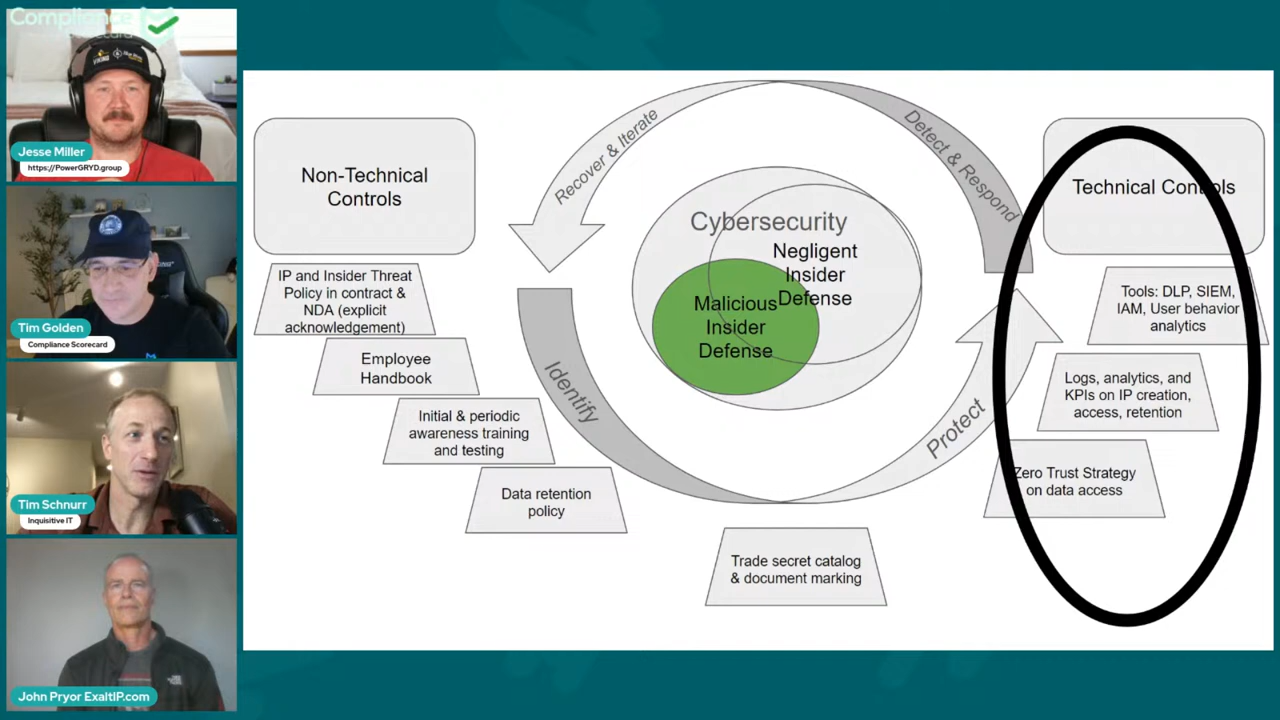 Compliance
Scorecard
Jesse Miller
https://PowerGRYD.group
Tim Golden
Compliance Scorecard
Tim Schnurr
Inquisitive IT
John Pryor ExaltIP.com
Non-Technical
Controls
IP and Insider Threat
Policy in contract &
NDA (explicit
acknowledgement)
Employee
Handbook
Initial & periodic
awareness training
and testing
Data retention
policy
Trade secret catalog
& document marking
Recover & Iterate
Detect & Respond
Identify
Protect
Cybersecurity
Negligent
Insider
Defense
Malicious
Insider
Defense
Technical Controls
Tools: DLP, SIEM,
IAM, User behavior
analytics
Logs, analytics, and
KPIs on IP creation,
access, retention
Zero Trust Strategy
on data access